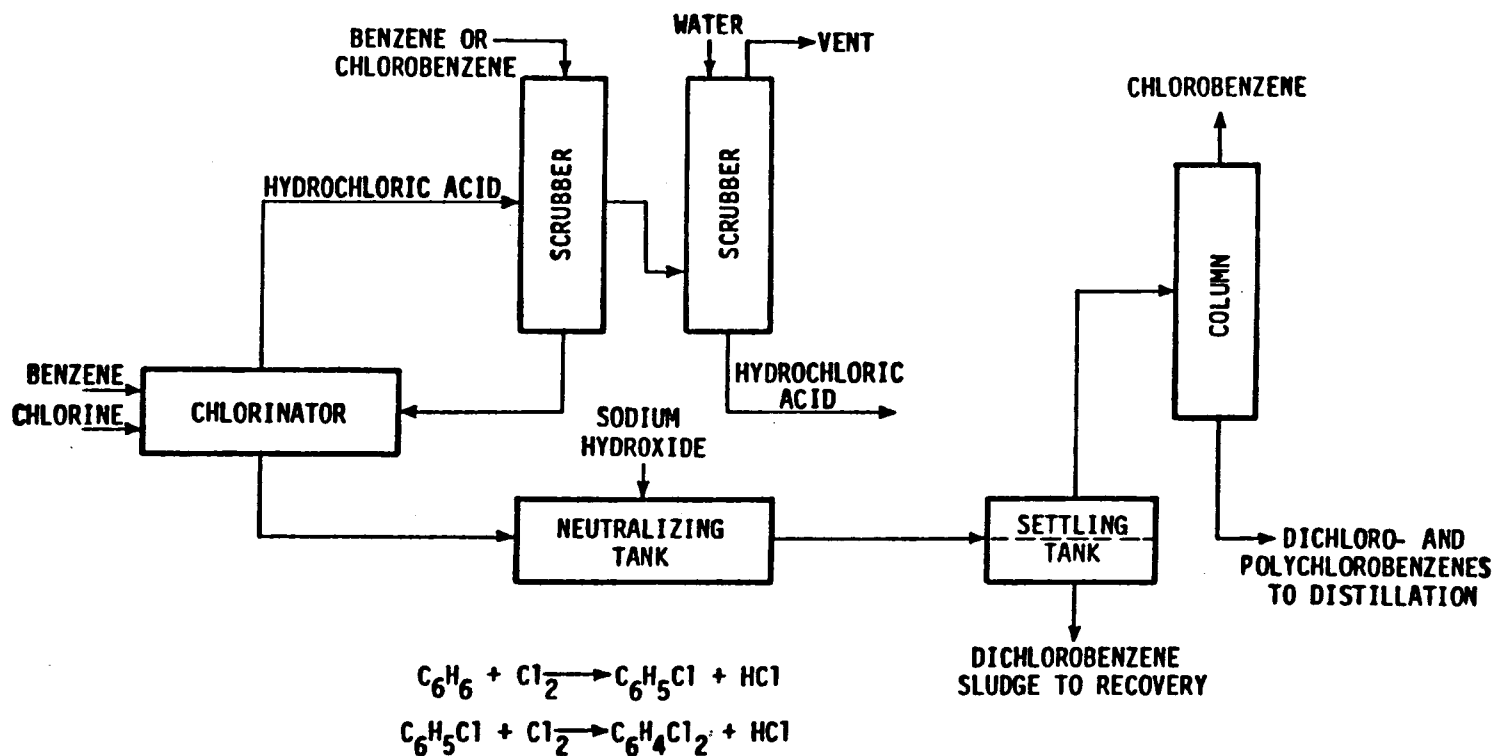 BENZENE OR
CHLOROBENZENE
WATER
VENT
CHLOROBENZENE
SCRUBBER
SCRUBBER
COLUMN
HYDROCHLORIC ACID
BENZENE
CHLORINE
CHLORINATOR
HYDROCHLORIC
ACID
SODIUM
HYDROXIDE
NEUTRALIZING
TANK
SETTLING
TANK
DICHLORO- AND
POLYCHLOROBENZENES
TO DISTILLATION
DICHLOROBENZENE
SLUDGE TO RECOVERY
C6H6 + Cl2 → C6H5Cl + HCl
C6H5Cl + Cl2 → C6H4Cl2 + HCl